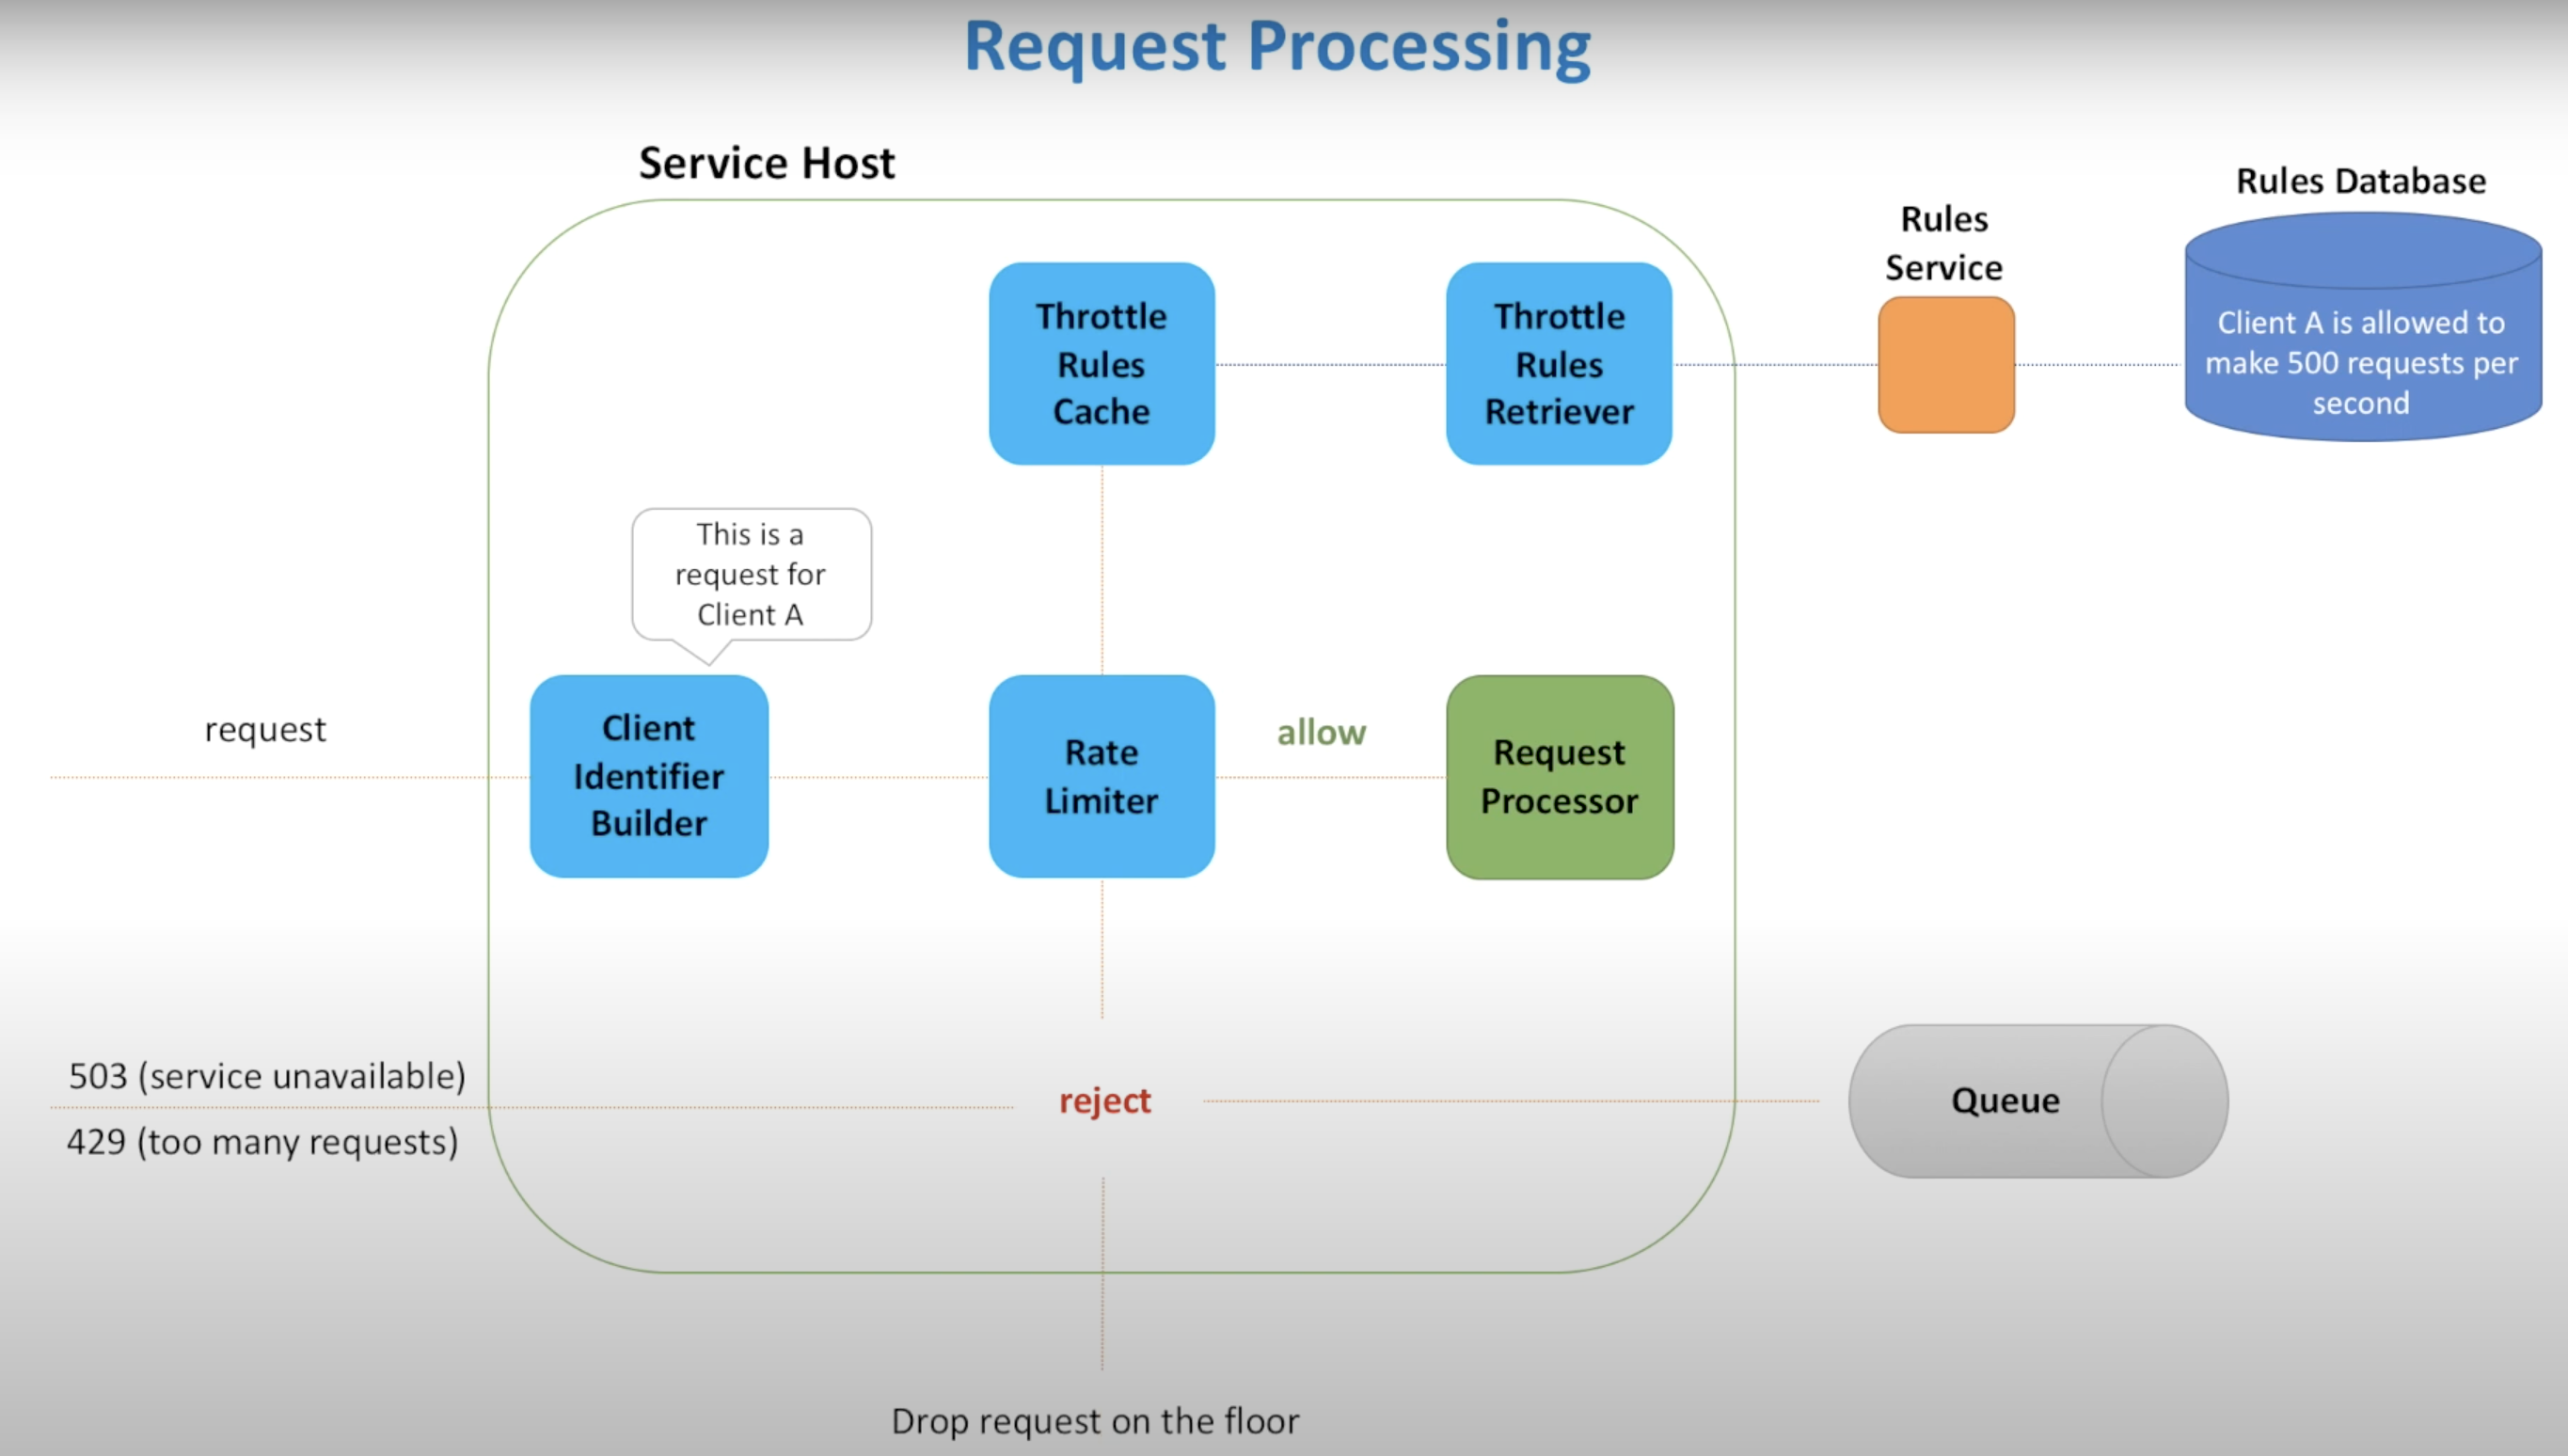 Request Processing
Service Host
Rules Database
Rules
Service
Throttle
Rules
Cache
Throttle
Rules
Retriever
Client A is allowed to
make 500 requests per
second
This is a
request for
Client A
request
Client
Identifier
Builder
Rate
Limiter
allow
Request
Processor
503 (service unavailable)
429 (too many requests)
reject
Queue
Drop request on the floor